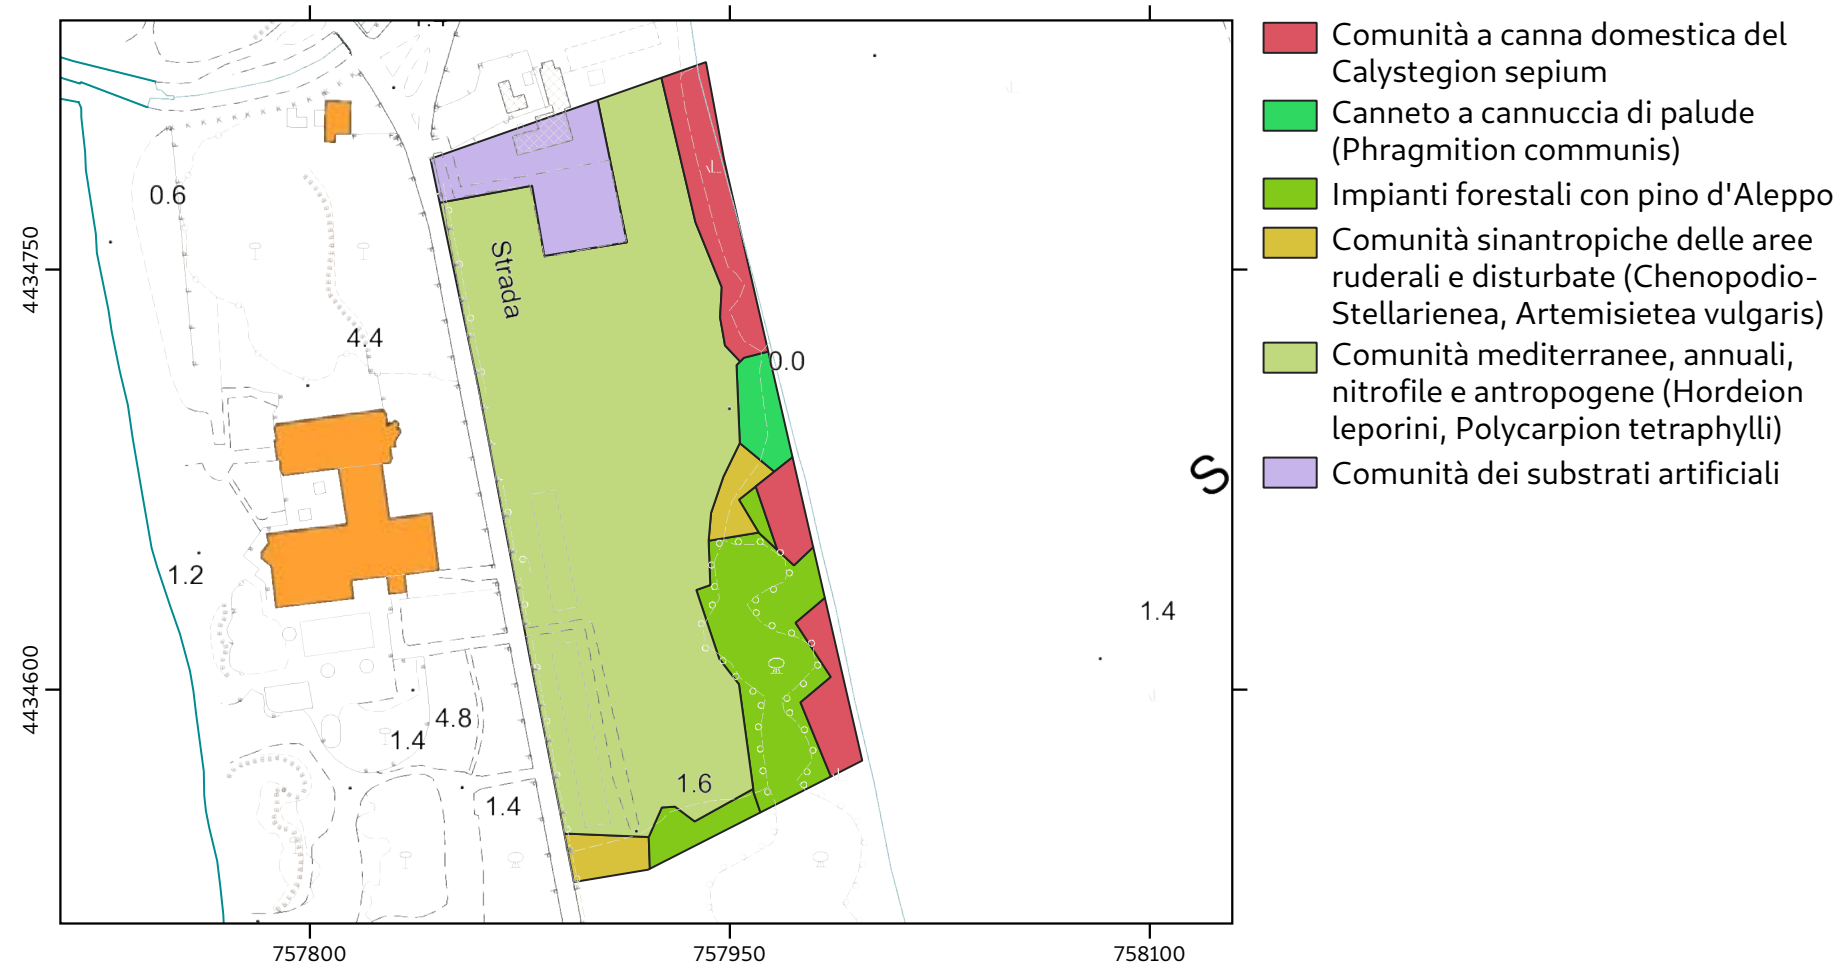 0.6
Strada
4.4
0.0
S
1.2
1.4
4.8
1.4
1.6
1.4
4434750
4434600
757800
757950
758100
Comunità a canna domestica del
Calystegion sepium
Canneto a cannuccia di palude
(Phragmition communis)
Impianti forestali con pino d'Aleppo
Comunità sinantropiche delle aree
ruderali e disturbate (Chenopodio-
Stellarienea, Artemisietea vulgaris)
Comunità mediterranee, annuali,
nitrofile e antropogene (Hordeion
leporini, Polycarpion tetraphylli)
Comunità dei substrati artificiali